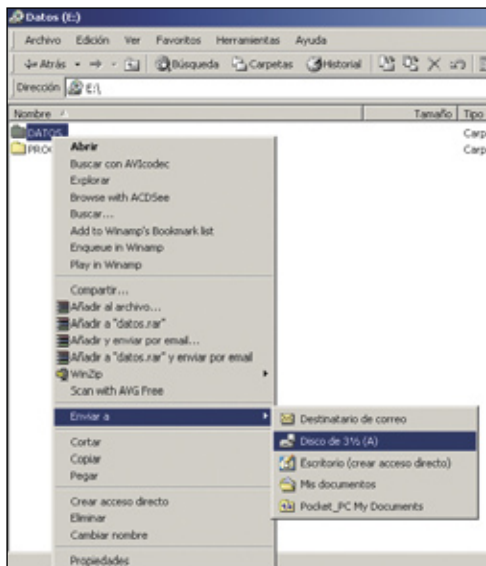 Datos (E:)
Archivo Edición Ver Favoritos Herramientas Ayuda
Atrás Búsqueda Carpetas Historial
Dirección E:\
Nombre Tamaño Tipo
DATOS Carp
PROG Carp
Abrir
Buscar con AVIcodec
Explorar
Browse with ACDSee
Buscar...
Add to Winamp's Bookmark list
Enqueue in Winamp
Play in Winamp
Compartir...
Añadir al archivo...
Añadir a "datos.rar"
Añadir y enviar por email...
Añadir a "datos.rar" y enviar por email
WinZip
Scan with AVG Free
Enviar a
Destinatario de correo
Disco de 3½ (A)
Escritorio (crear acceso directo)
Mis documentos
Pocket_PC My Documents
Cortar
Copiar
Pegar
Crear acceso directo
Eliminar
Cambiar nombre
Propiedades